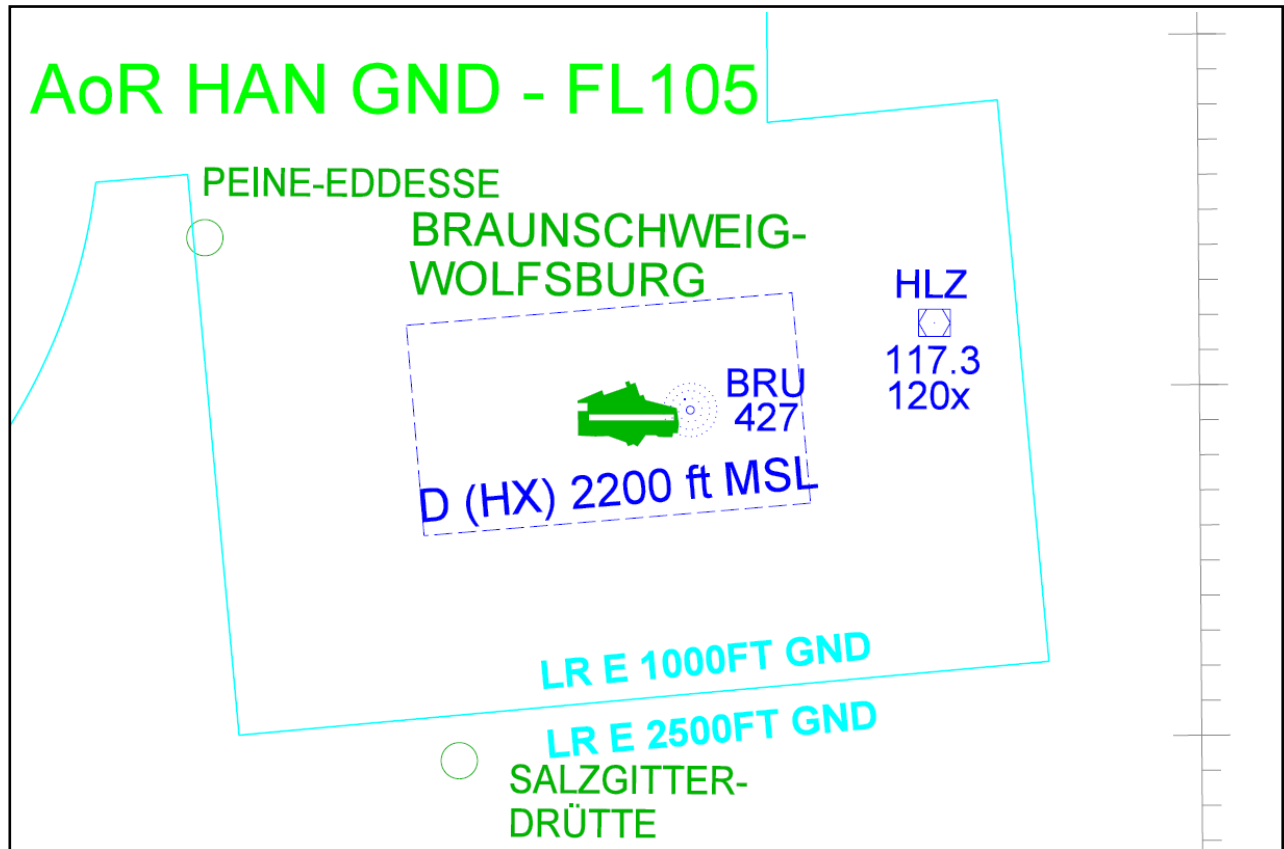 AoR HAN GND - FL105
PEINE-EDDESSE
BRAUNSCHWEIG-
WOLFSBURG
HLZ
117.3
120x
BRU
427
D (HX) 2200 ft MSL
LR E 1000FT GND
LR E 2500FT GND
SALZGITTER-
DRÜTTE